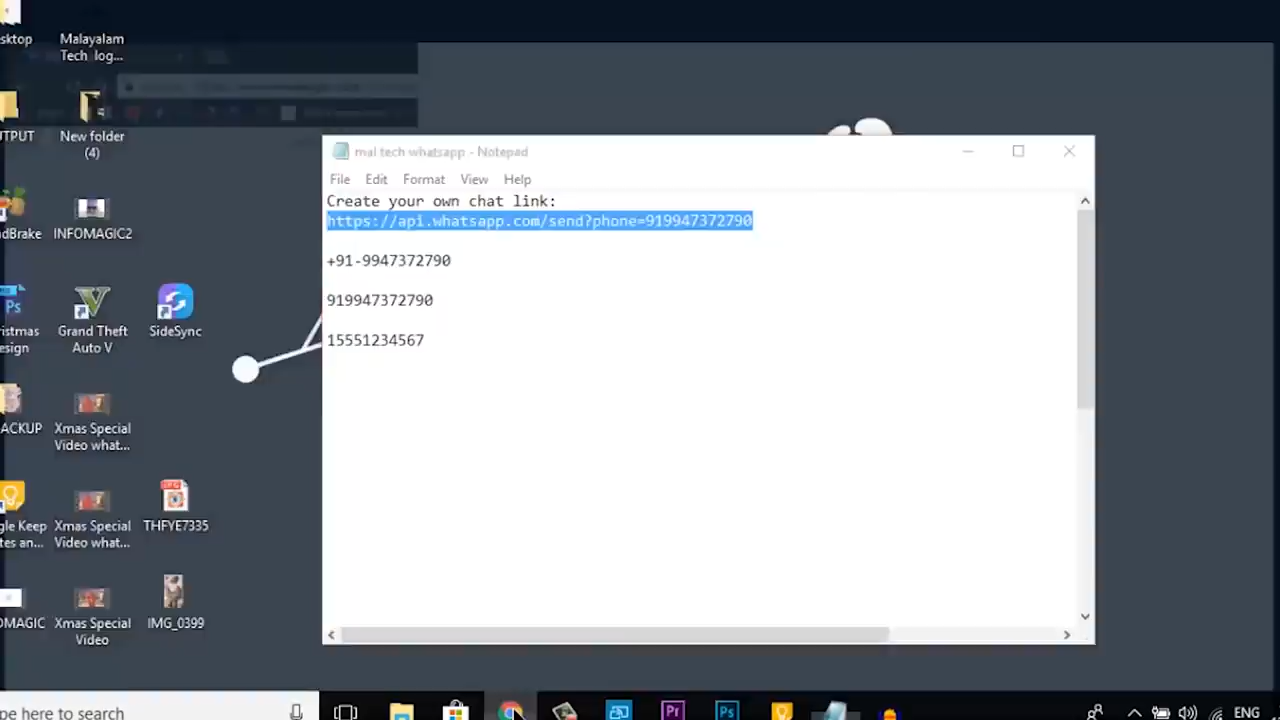 sktop
Malayalam
Tech log...
TPUT
New folder
(4)
ndBrake
INFOMAGIC2
ristmas
esign
Grand Theft
Auto V
SideSync
ACKUP
Xmas Special
Video what...
gle Keep
tes an...
Xmas Special
Video what...
THFYE7335
OMAGIC
Xmas Special
Video
IMG_0399
mal tech whatsapp - Notepad
File Edit Format View Help
Create your own chat link:
https://api.whatsapp.com/send?phone=919947372790
+91-9947372790
919947372790
15551234567
pe here to search
Pr
Ps
ENG